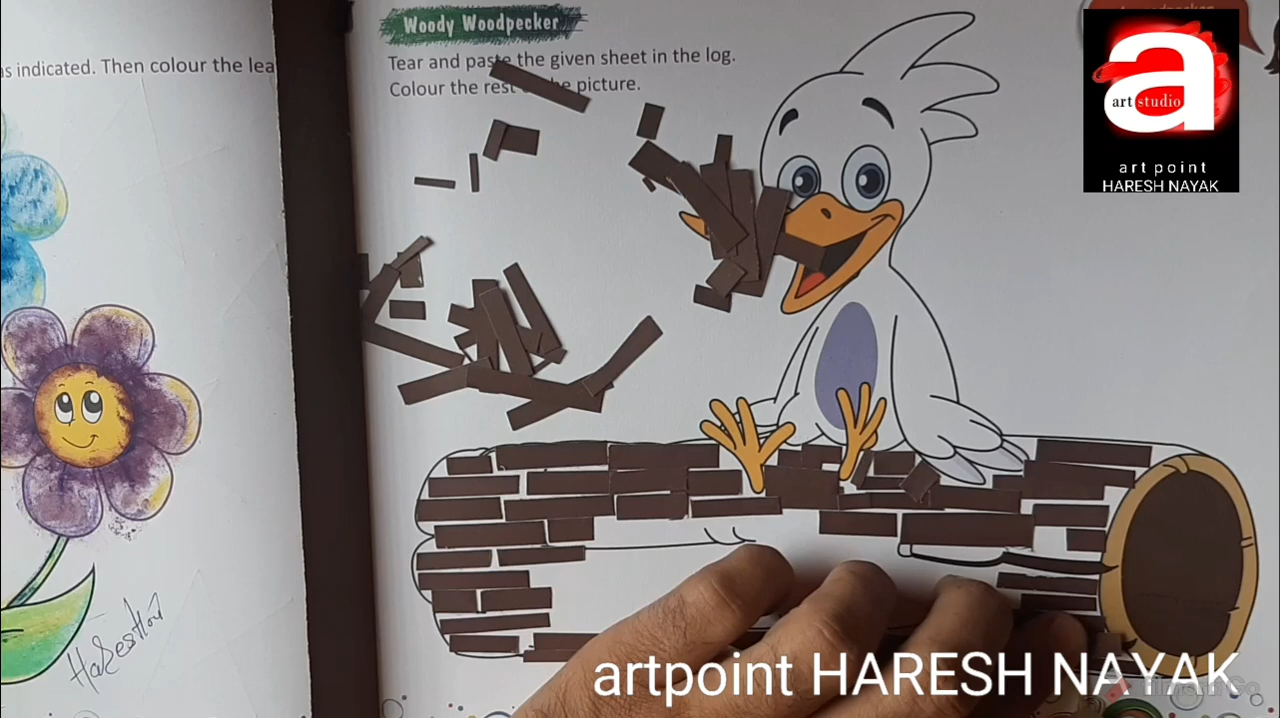 as indicated. Then colour the lea
Woody Woodpecker
Tear and paste the given sheet in the log.
Colour the rest the picture.
a
art studio
art point
HARESH NAYAK
artpoint HARESH NAYAK